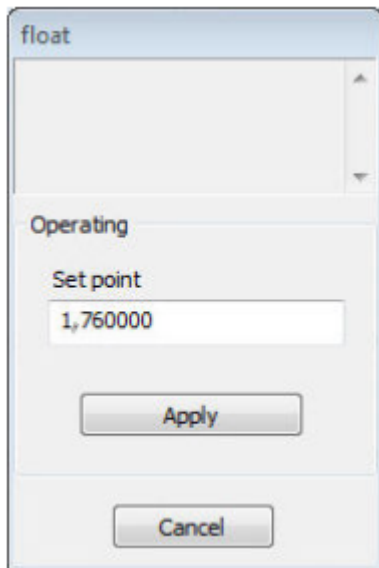 float
Operating
Set point
1,760000
Apply
Cancel